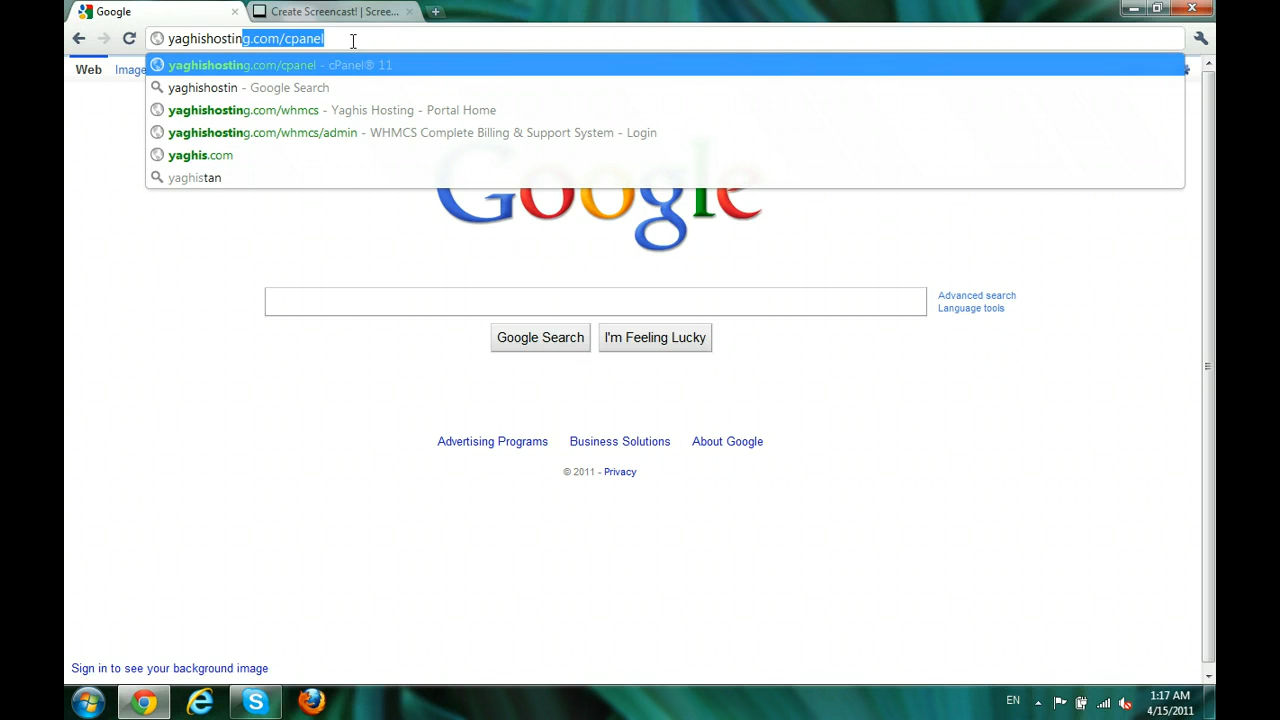 Google
Create Screencast! | Scree...
yaghishosting.com/cpanel
yaghishosting.com/cpanel - cPanel® 11
yaghishostin - Google Search
yaghishosting.com/whmcs - Yaghis Hosting - Portal Home
yaghishosting.com/whmcs/admin - WHMCS Complete Billing & Support System - Login
yaghis.com
yaghistan
Web Image
Google
Advanced search
Language tools
Google Search I'm Feeling Lucky
Advertising Programs Business Solutions About Google
© 2011 - Privacy
Sign in to see your background image
EN
1:17 AM
4/15/2011